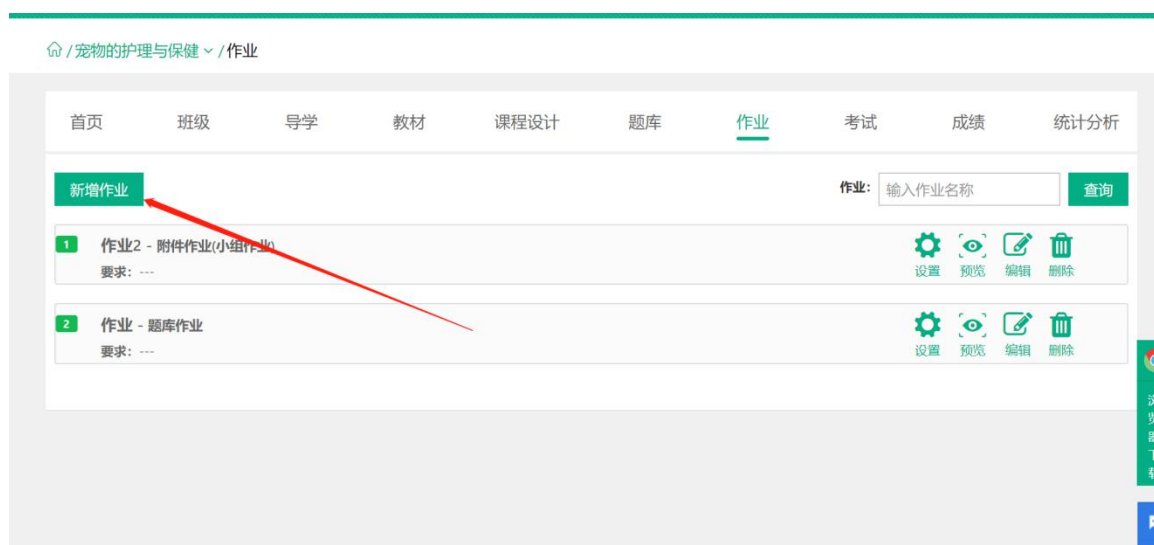 /宠物的护理与保健 /作业
首页 班级 导学 教材 课程设计 题库 作业 考试 成绩 统计分析
新增作业 作业： 输入作业名称 查询
1 作业2 - 附件作业(小组作业)
设置 预览 编辑 删除
要求： ---
2 作业 - 题库作业
设置 预览 编辑 删除
要求： ---